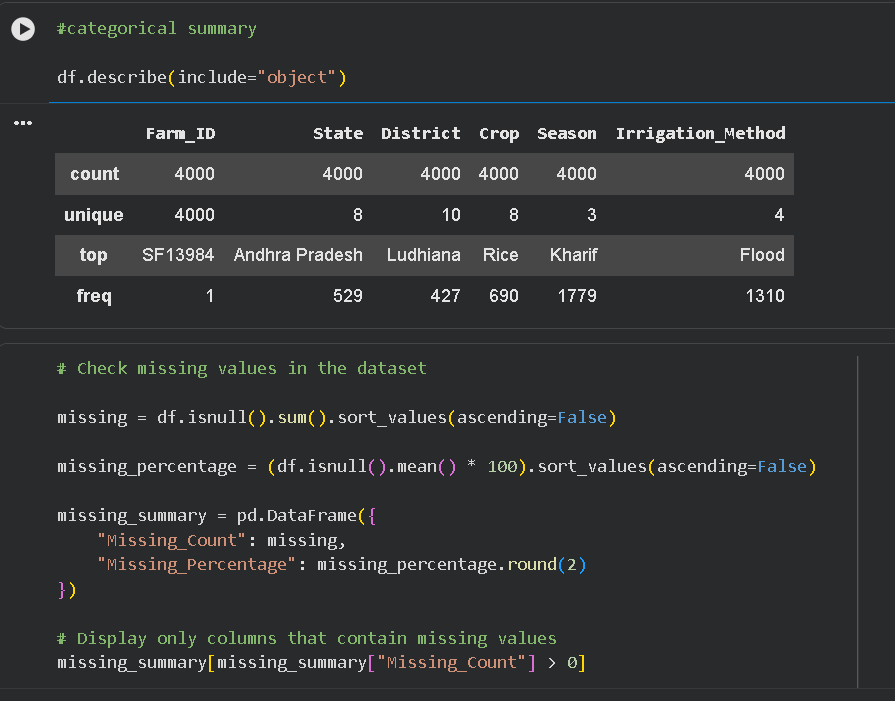 #categorical summary
df.describe(include="object")
Farm_ID State District Crop Season Irrigation_Method
count 4000 4000 4000 4000 4000 4000
unique 4000 8 10 8 3 4
top SF13984 Andhra Pradesh Ludhiana Rice Kharif Flood
freq 1 529 427 690 1779 1310
# Check missing values in the dataset
missing = df.isnull().sum().sort_values(ascending=False)
missing_percentage = (df.isnull().mean() * 100).sort_values(ascending=False)
missing_summary = pd.DataFrame({
    "Missing_Count": missing,
    "Missing_Percentage": missing_percentage.round(2)
})
# Display only columns that contain missing values
missing_summary[missing_summary["Missing_Count"] > 0]